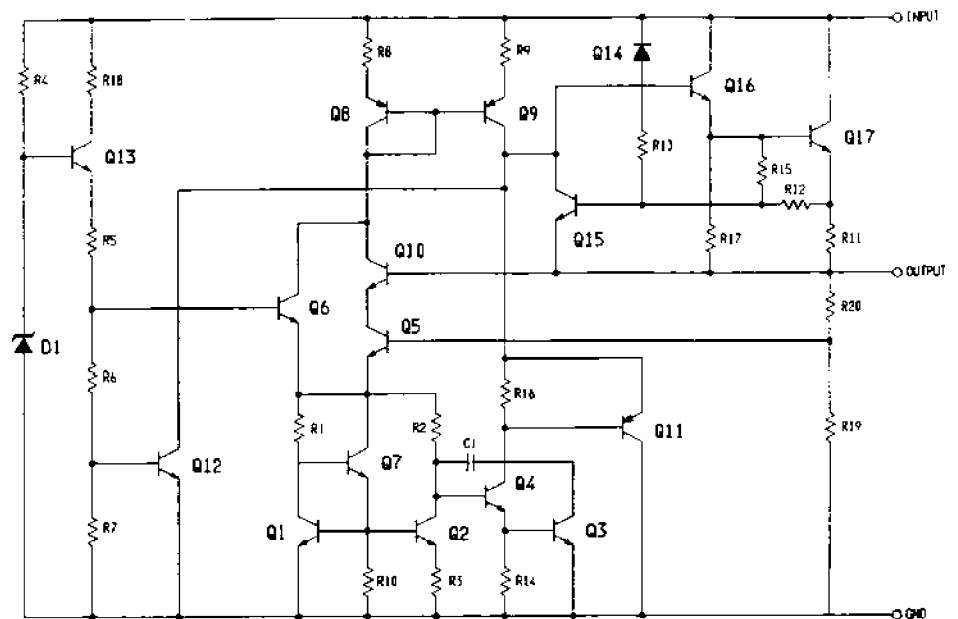 INPUT
R8
R9
Q14
R4
R18
Q16
Q8
Q9
Q17
Q13
R13
R15
R12
R5
Q15
R17
R11
Q10
OUTPUT
Q6
Q5
R20
D1
R6
R16
R1
R2
Q11
R19
C1
Q12
Q7
Q4
R7
Q1
Q2
Q3
R10
R3
R14
GND